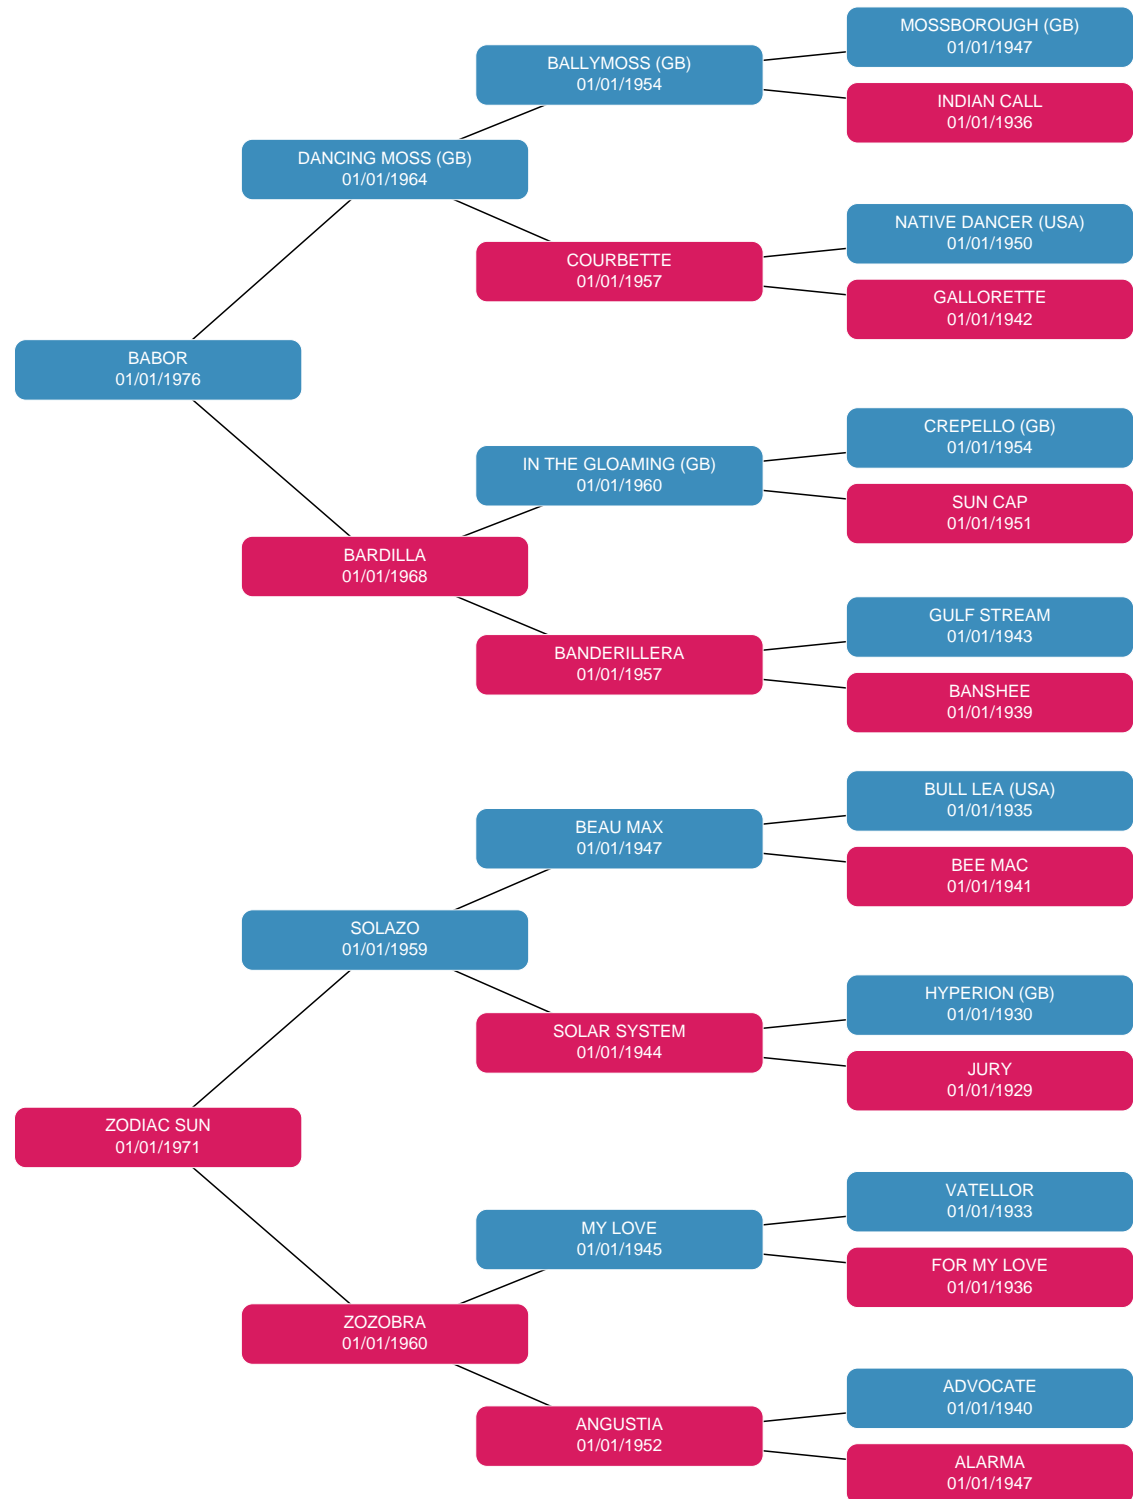 MOSSBOROUGH (GB)
01/01/1947
BALLYMOSS (GB)
01/01/1954
INDIAN CALL
01/01/1936
DANCING MOSS (GB)
01/01/1964
NATIVE DANCER (USA)
01/01/1950
COURBETTE
01/01/1957
GALLORETTE
01/01/1942
BABOR
01/01/1976
CREPELLO (GB)
01/01/1954
IN THE GLOAMING (GB)
01/01/1960
SUN CAP
01/01/1951
BARDILLA
01/01/1968
GULF STREAM
01/01/1943
BANDERILLERA
01/01/1957
BANSHEE
01/01/1939
BULL LEA (USA)
01/01/1935
BEAU MAX
01/01/1947
BEE MAC
01/01/1941
SOLAZO
01/01/1959
HYPERION (GB)
01/01/1930
SOLAR SYSTEM
01/01/1944
JURY
01/01/1929
ZODIAC SUN
01/01/1971
VATELLOR
01/01/1933
MY LOVE
01/01/1945
FOR MY LOVE
01/01/1936
ZOZOBRA
01/01/1960
ADVOCATE
01/01/1940
ANGUSTIA
01/01/1952
ALARMA
01/01/1947